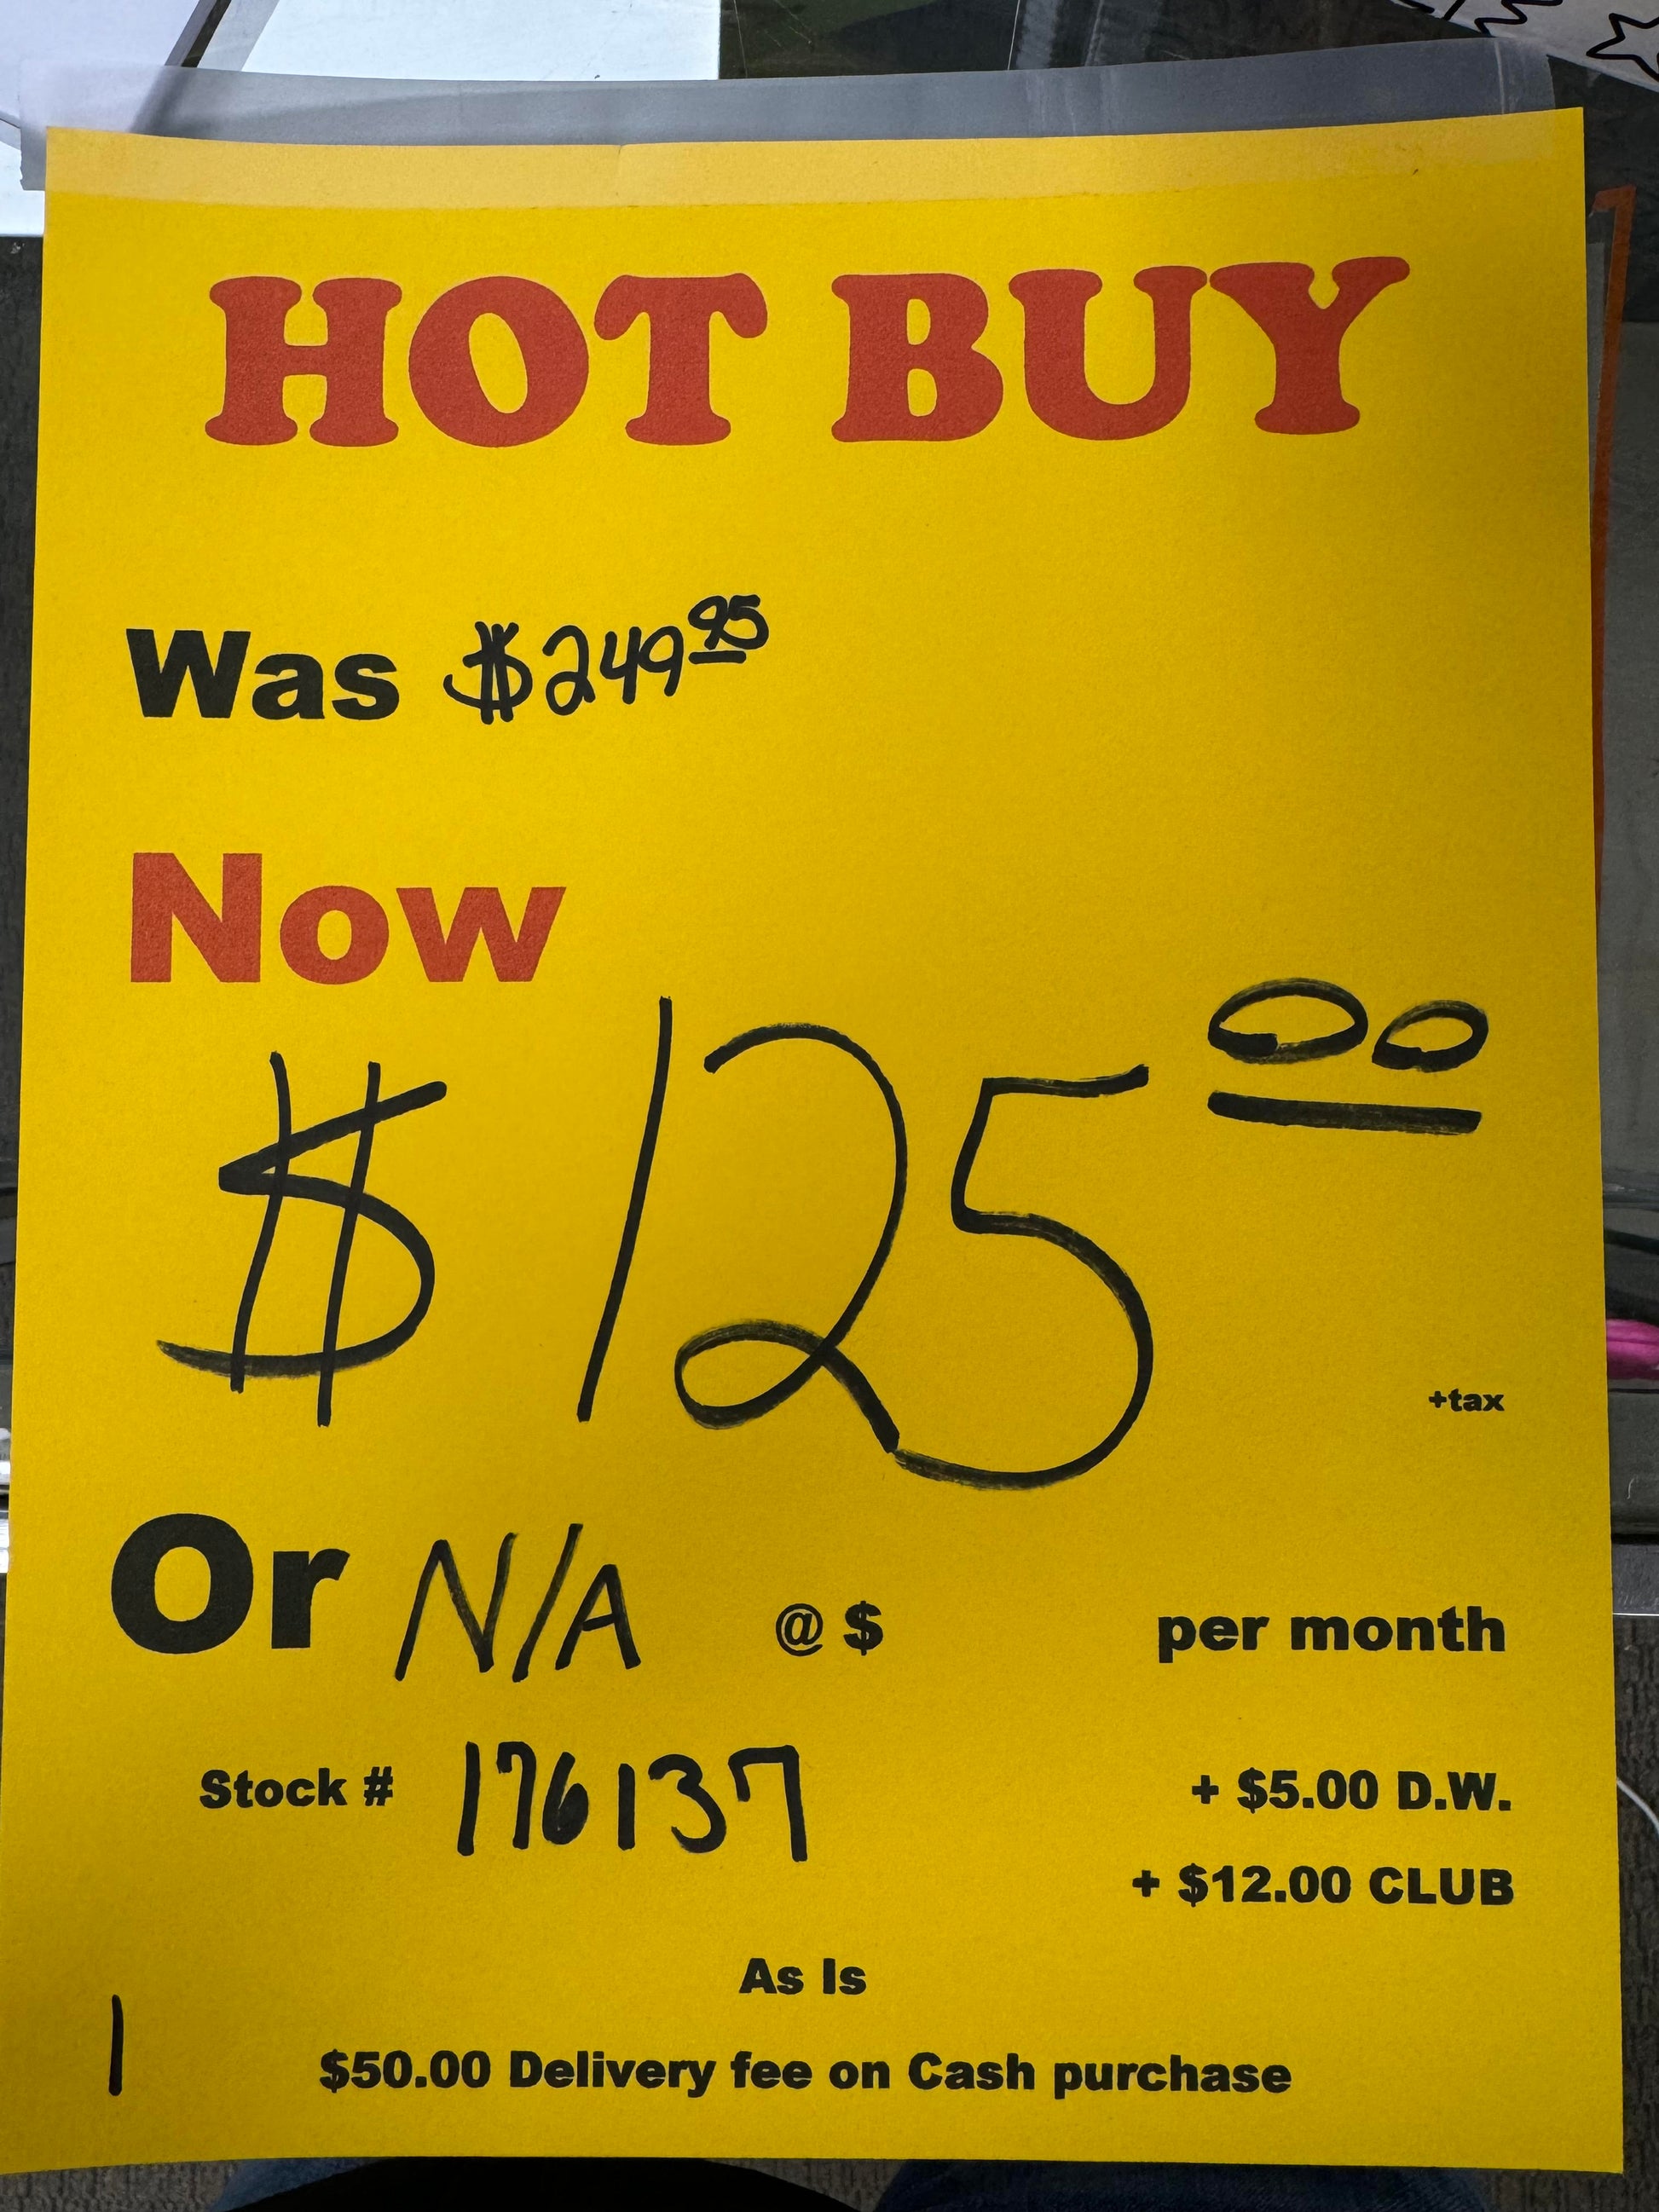 HOT BUY
Was $249.95
Now
$125.00
+tax
Or N/A @ $ per month
Stock # 176137
+ $5.00 D.W.
+ $12.00 CLUB
As Is
1
$50.00 Delivery fee on Cash purchase